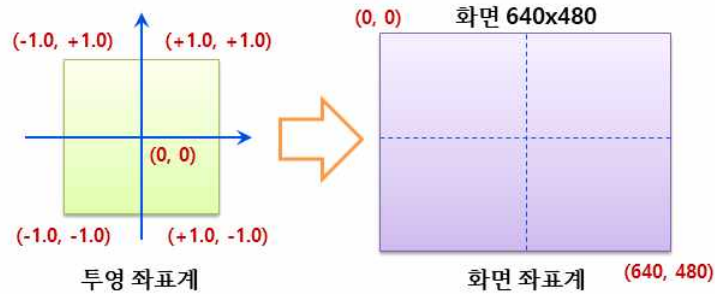 화면 640x480
(0, 0)
(-1.0, +1.0) (+1.0, +1.0)
(0, 0)
(-1.0, -1.0) (+1.0, -1.0)
(640, 480)
투영 좌표계
화면 좌표계